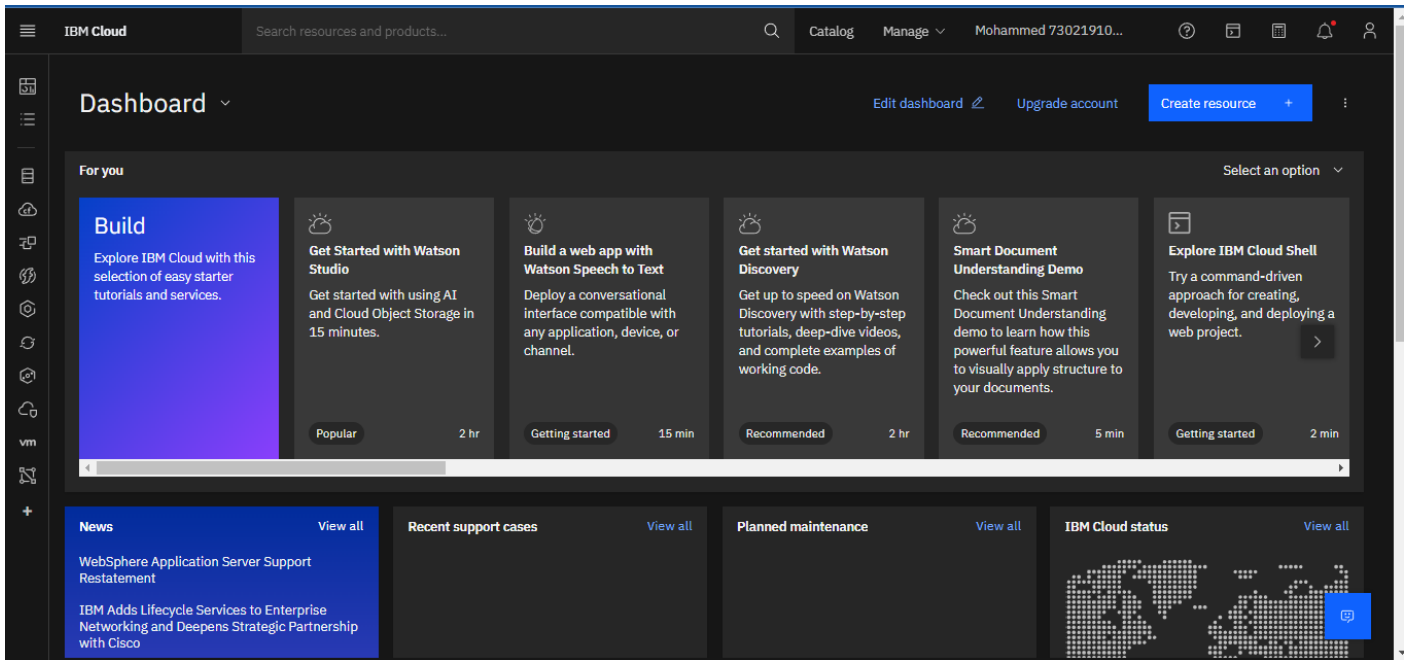 IBM Cloud
Search resources and products...
Catalog
Manage
Mohammed 73021910...
Dashboard
Edit dashboard
Upgrade account
Create resource +
For you
Select an option
Build
Explore IBM Cloud with this
selection of easy starter
tutorials and services.
Get Started with Watson
Studio
Get started with using AI
and Cloud Object Storage in
15 minutes.
Popular
2 hr
Build a web app with
Watson Speech to Text
Deploy a conversational
interface compatible with
any application, device, or
channel.
Getting started
15 min
Get started with Watson
Discovery
Get up to speed on Watson
Discovery with step-by-step
tutorials, deep-dive videos,
and complete examples of
working code.
Recommended
2 hr
Smart Document
Understanding Demo
Check out this Smart
Document Understanding
demo to learn how this
powerful feature allows you
to visually apply structure to
your documents.
Recommended
5 min
Explore IBM Cloud Shell
Try a command-driven
approach for creating,
developing, and deploying a
web project.
Getting started
2 min
cf
vm
News
View all
WebSphere Application Server Support
Restatement
IBM Adds Lifecycle Services to Enterprise
Networking and Deepens Strategic Partnership
with Cisco
Recent support cases
View all
Planned maintenance
View all
IBM Cloud status
View all